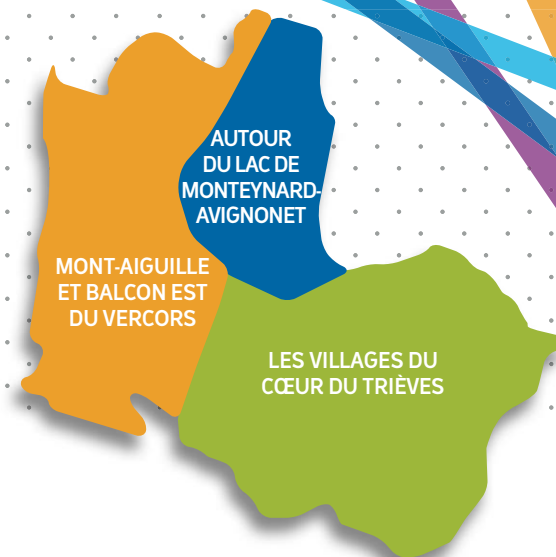 AUTOUR
DU LAC DE
MONTEYNARD-
AVIGNONET
MONT-AIGUILLE
ET BALCON EST
DU VERCORS
LES VILLAGES DU
CŒUR DU TRIÈVES